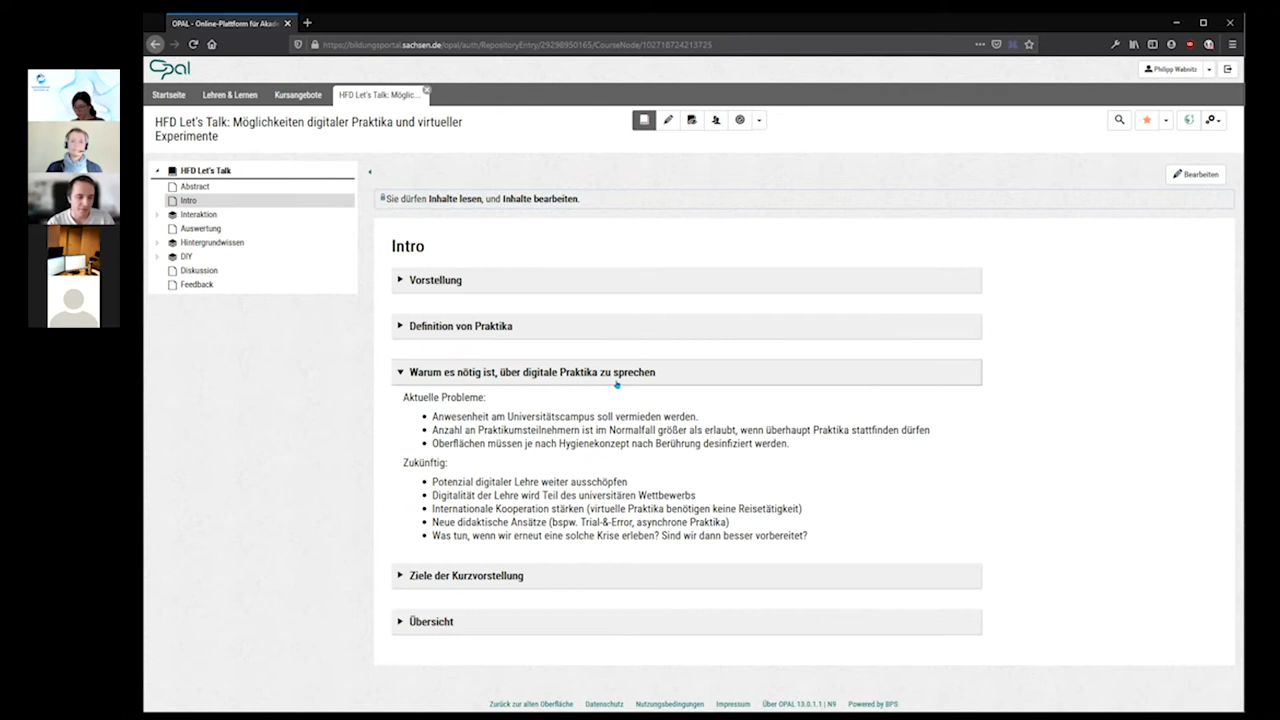 OPAL - Online-Plattform für Akade
https://bildungsportal.sachsen.de/opal/auth/RepositoryEntry/29298950165/CourseNode/102718724213725
Opal
Philipp Webnitz
Startseite
Lehren & Lernen
Kursangebote
HFD Let's Talk: Möglic...
HFD Let's Talk: Möglichkeiten digitaler Praktika und virtueller
Experimente
HFD Let's Talk
Abstract
Intro
Interaktion
Auswertung
Hintergrundwissen
DIY
Diskussion
Feedback
Bearbeiten
Sie dürfen Inhalte lesen, und Inhalte bearbeiten.
Intro
Vorstellung
Definition von Praktika
Warum es nötig ist, über digitale Praktika zu sprechen
Aktuelle Probleme:
Anwesenheit am Universitätscampus soll vermieden werden.
Anzahl an Praktikumsteilnehmern ist im Normalfall größer als erlaubt, wenn überhaupt Praktika stattfinden dürfen
Oberflächen müssen je nach Hygienekonzept nach Berührung desinfiziert werden.
Zukünftig:
Potenzial digitaler Lehre weiter ausschöpfen
Digitalität der Lehre wird Teil des universitären Wettbewerbs
Internationale Kooperation stärken (virtuelle Praktika benötigen keine Reisetätigkeit)
Neue didaktische Ansätze (bspw. Trial-&-Error, asynchrone Praktika)
Was tun, wenn wir erneut eine solche Krise erleben? Sind wir dann besser vorbereitet?
Ziele der Kurzvorstellung
Übersicht
Zurück zur alten Oberfläche
Datenschutz
Nutzungsbedingungen
Impressum
Über OPAL 13.0.1.1 | N9
Powered by BPS